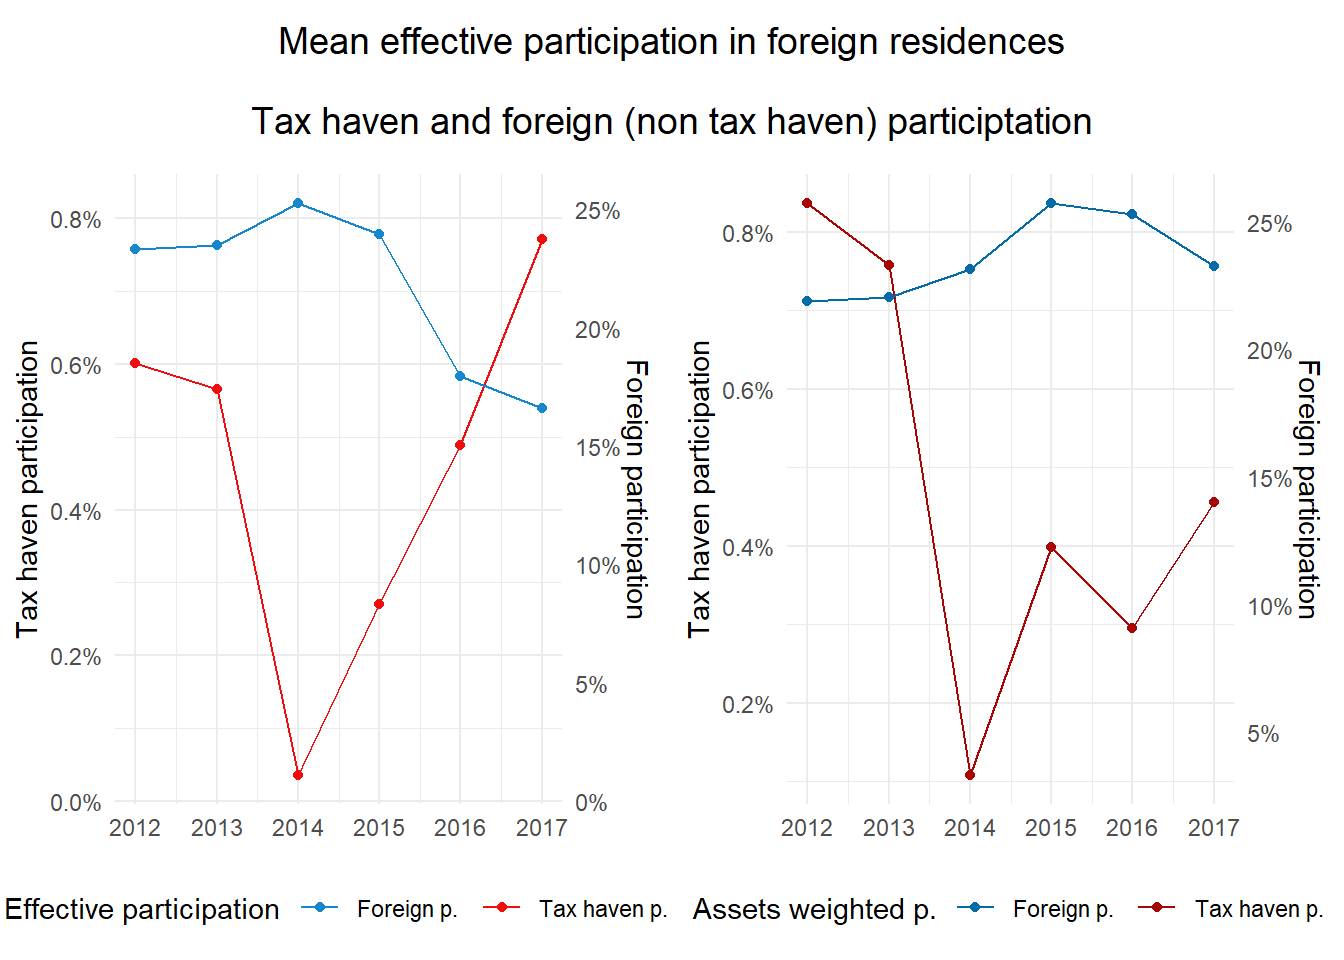 Mean effective participation in foreign residences
Tax haven and foreign (non tax haven) participtation
Tax haven participation
0.8%
0.6%
0.4%
0.2%
0.0%
25%
20%
15%
10%
5%
0%
Foreign participation
2012 2013 2014 2015 2016 2017
Tax haven participation
0.8%
0.6%
0.4%
0.2%
25%
20%
15%
10%
5%
Foreign participation
2012 2013 2014 2015 2016 2017
Effective participation Foreign p. Tax haven p.
Assets weighted p. Foreign p. Tax haven p.